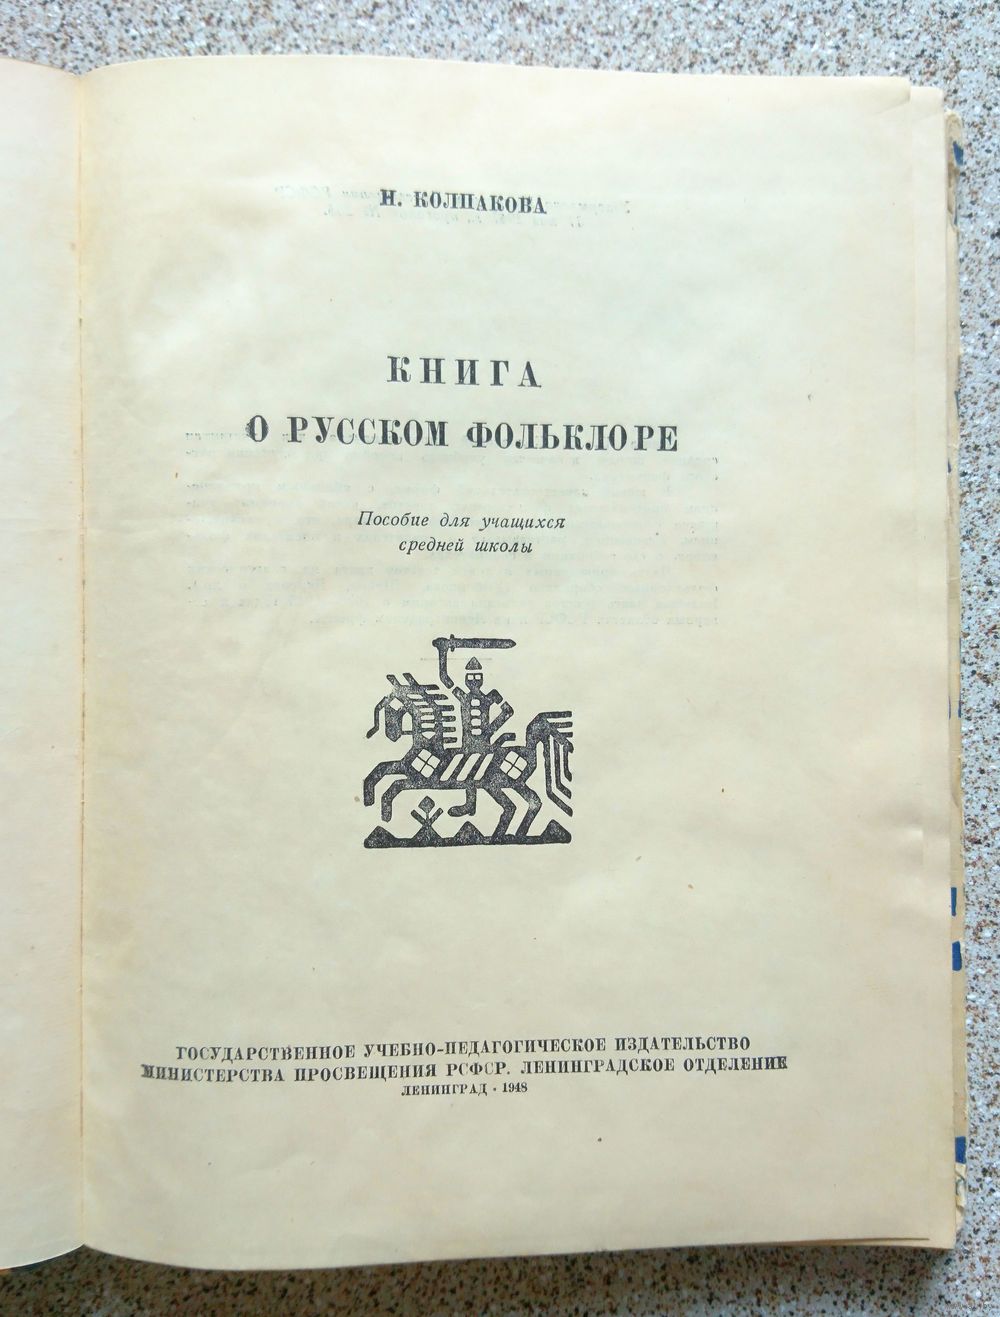 Н. КОЛПАКОВА
КНИГА
О РУССКОМ ФОЛЬКЛОРЕ
Пособие для учащихся
средней школы
ГОСУДАРСТВЕННОЕ УЧЕБНО-ПЕДАГОГИЧЕСКОЕ ИЗДАТЕЛЬСТВО
МИНИСТЕРСТВА ПРОСВЕЩЕНИЯ РСФСР. ЛЕНИНГРАДСКОЕ ОТДЕЛЕНИЕ
ЛЕНИНГРАД · 1948